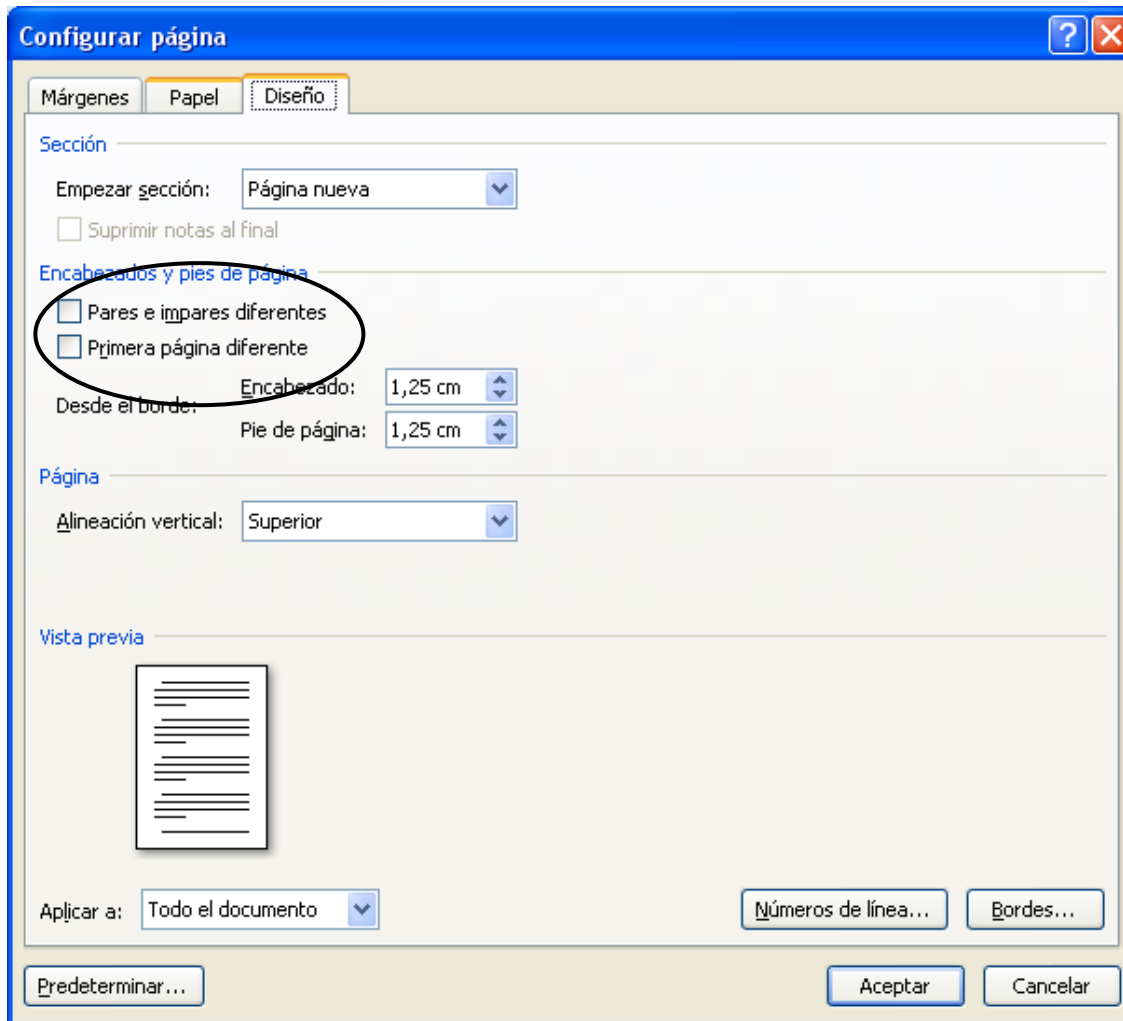 Configurar página
Márgenes Papel Diseño
Sección
Empezar sección: Página nueva
Suprimir notas al final
Encabezados y pies de página
Pares e impares diferentes
Primera página diferente
Desde el borde:
Encabezado: 1,25 cm
Pie de página: 1,25 cm
Página
Alineación vertical: Superior
Vista previa
Aplicar a: Todo el documento Números de línea... Bordes...
Predeterminar... Aceptar Cancelar